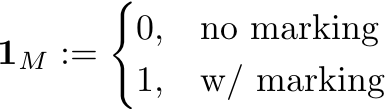 𝟏_M := { 0, no marking
1, w/ marking